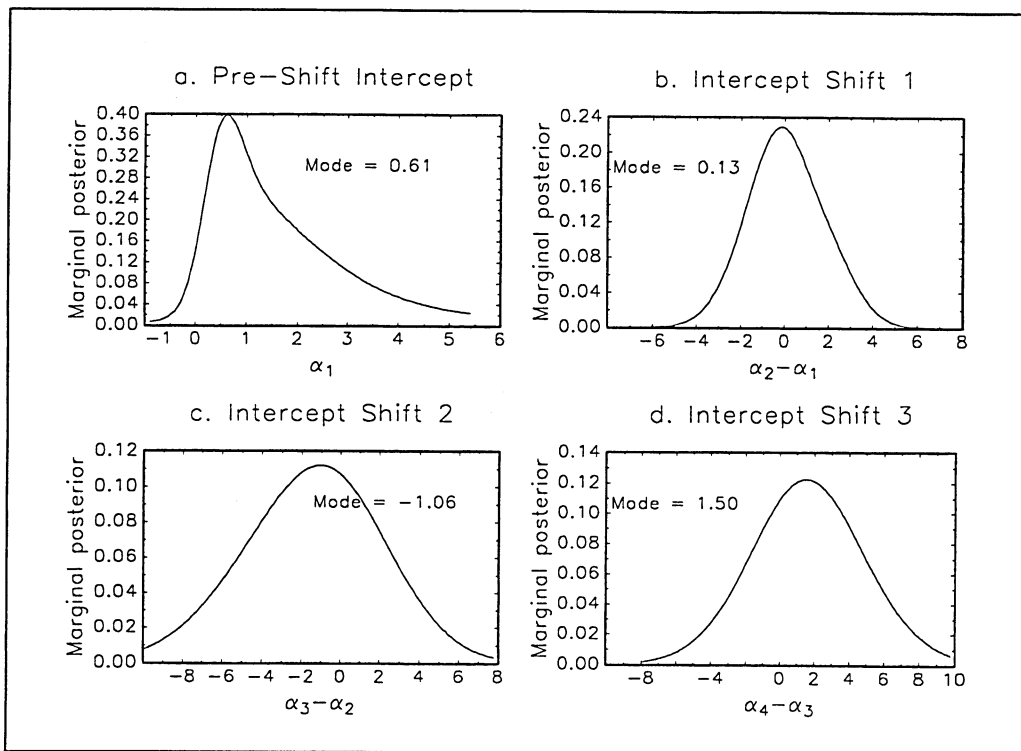 a. Pre-Shift Intercept
Marginal posterior
0.40
0.36
0.32
0.28
0.24
0.20
0.16
0.12
0.08
0.04
0.00
Mode = 0.61
-1 0 1 2 3 4 5 6
α1
b. Intercept Shift 1
Marginal posterior
0.24
0.20
0.16
0.12
0.08
0.04
0.00
Mode = 0.13
-6 -4 -2 0 2 4 6 8
α2-α1
c. Intercept Shift 2
Marginal posterior
0.12
0.10
0.08
0.06
0.04
0.02
0.00
Mode = -1.06
-8 -6 -4 -2 0 2 4 6 8
α3-α2
d. Intercept Shift 3
Marginal posterior
0.14
0.12
0.10
0.08
0.06
0.04
0.02
0.00
Mode = 1.50
-8 -4 0 2 4 6 8 10
α4-α3